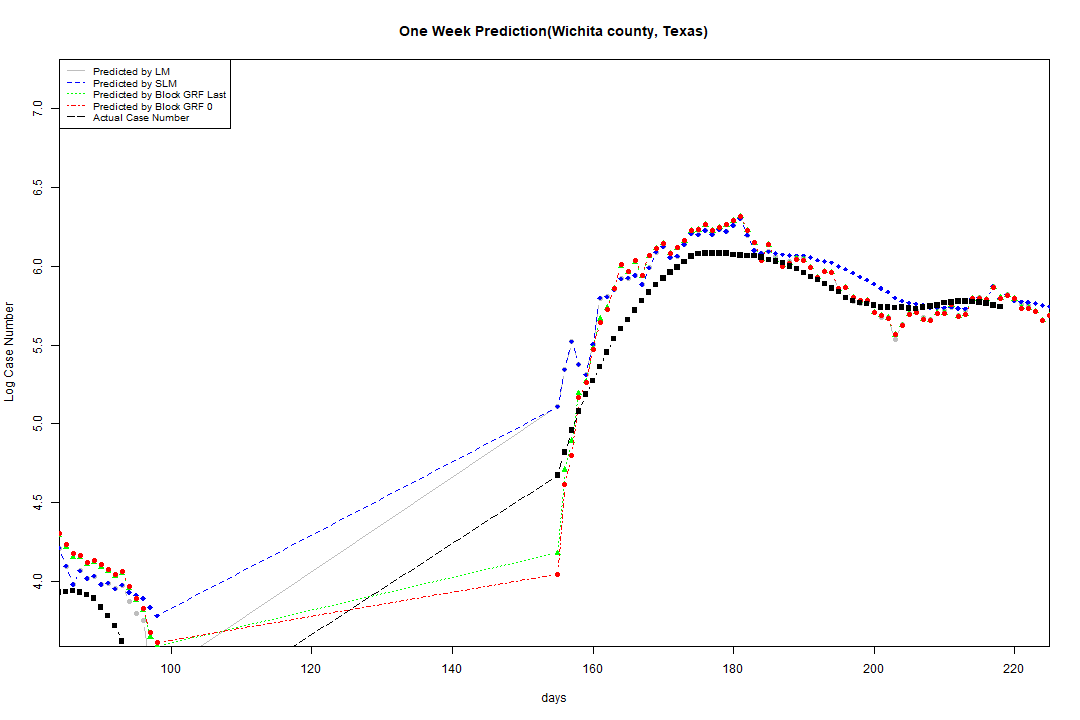 One Week Prediction(Wichita county, Texas)
Predicted by LM
Predicted by SLM
Predicted by Block GRF Last
Predicted by Block GRF 0
Actual Case Number
7.0
6.5
6.0
5.5
5.0
4.5
4.0
Log Case Number
100 120 140 160 180 200 220
days